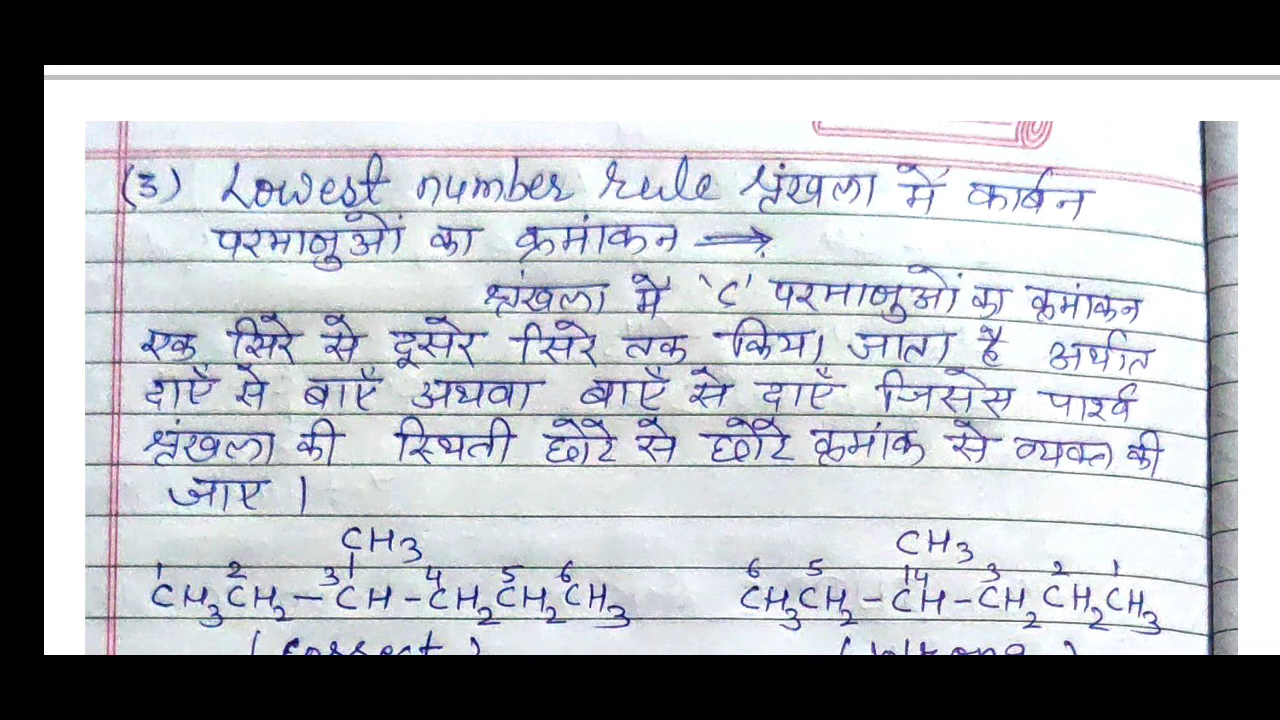 (3) Lowest number rule श्रृंखला में कार्बन
परमाणुओं का क्रमांकन →
श्रृंखला में 'C' परमाणुओं का क्रमांकन
एक सिरे से दूसरे सिरे तक किया जाता है अर्थात
दाएँ से बाएँ अथवा बाएँ से दाएँ जिससे पार्श्व
श्रृंखला की स्थिती छोटे से छोटे क्रमांक से व्यक्त की
जाए ।
CH3 CH3
1 2 3 4 5 6 6 5 4 3 2 1
CH3CH2-CH-CH2CH2CH3 CH3CH2-CH-CH2CH2CH3
(correct) (Wrong)